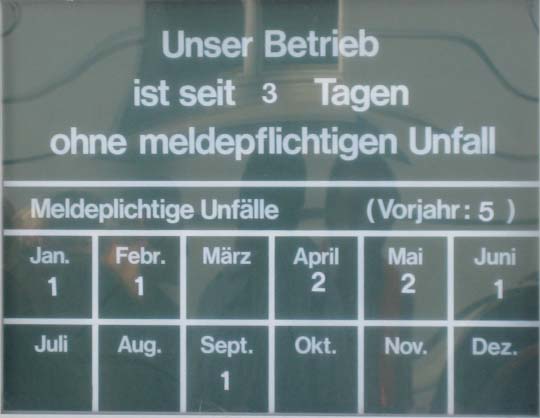 Unser Betrieb
ist seit 3 Tagen
ohne meldepflichtigen Unfall
Meldeplichtige Unfälle (Vorjahr: 5)
Jan. Febr. März April Mai Juni
1 1 2 2 1
Juli Aug. Sept. Okt. Nov. Dez.
1